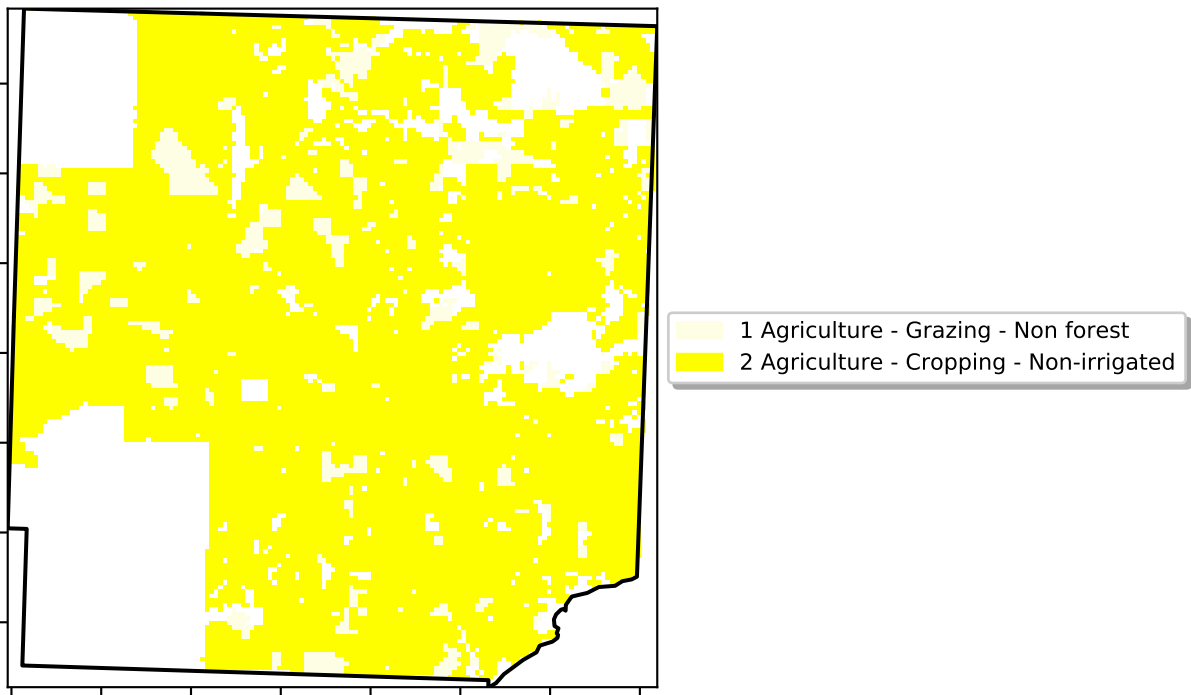 1 Agriculture - Grazing - Non forest
2 Agriculture - Cropping - Non-irrigated